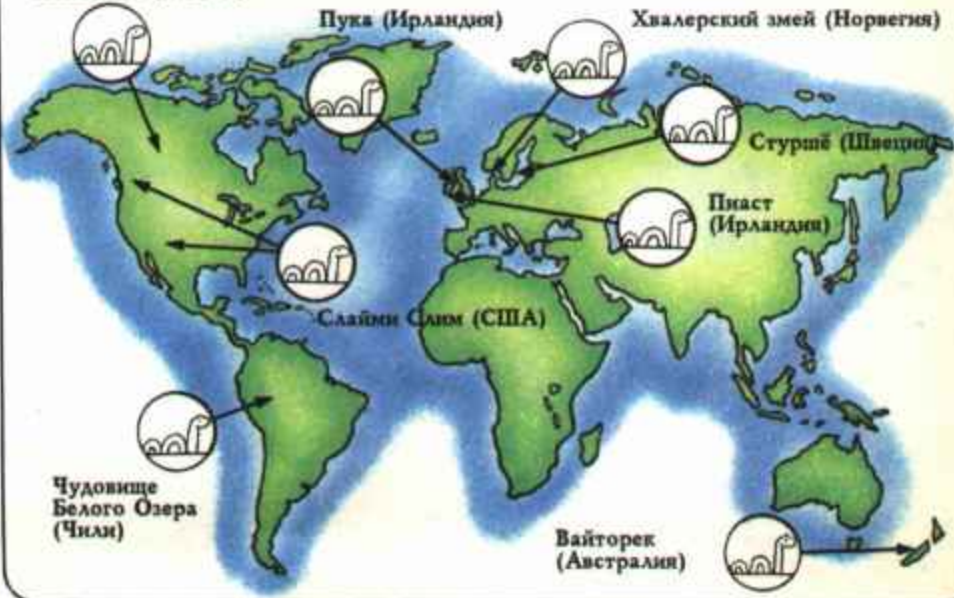 Пука (Ирландия)
Хвалерский змей (Норвегия)
Стуршё (Швеция)
Пиаст
(Ирландия)
Слайми Слим (США)
Чудовище
Белого Озера
(Чили)
Вайторек
(Австралия)